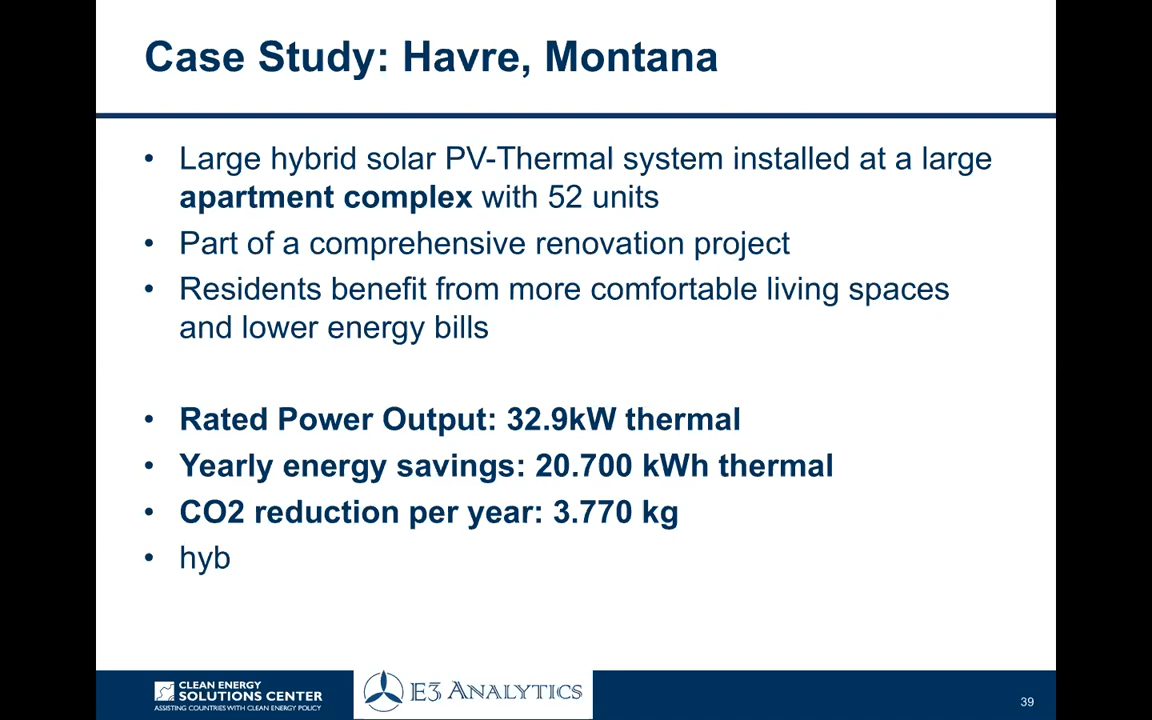 Case Study: Havre, Montana
• Large hybrid solar PV-Thermal system installed at a large
apartment complex with 52 units
• Part of a comprehensive renovation project
• Residents benefit from more comfortable living spaces
and lower energy bills
• Rated Power Output: 32.9kW thermal
• Yearly energy savings: 20.700 kWh thermal
• CO2 reduction per year: 3.770 kg
• hyb
CLEAN ENERGY
SOLUTIONS CENTER
ASSISTING COUNTRIES WITH CLEAN ENERGY POLICY
E3 ANALYTICS
39